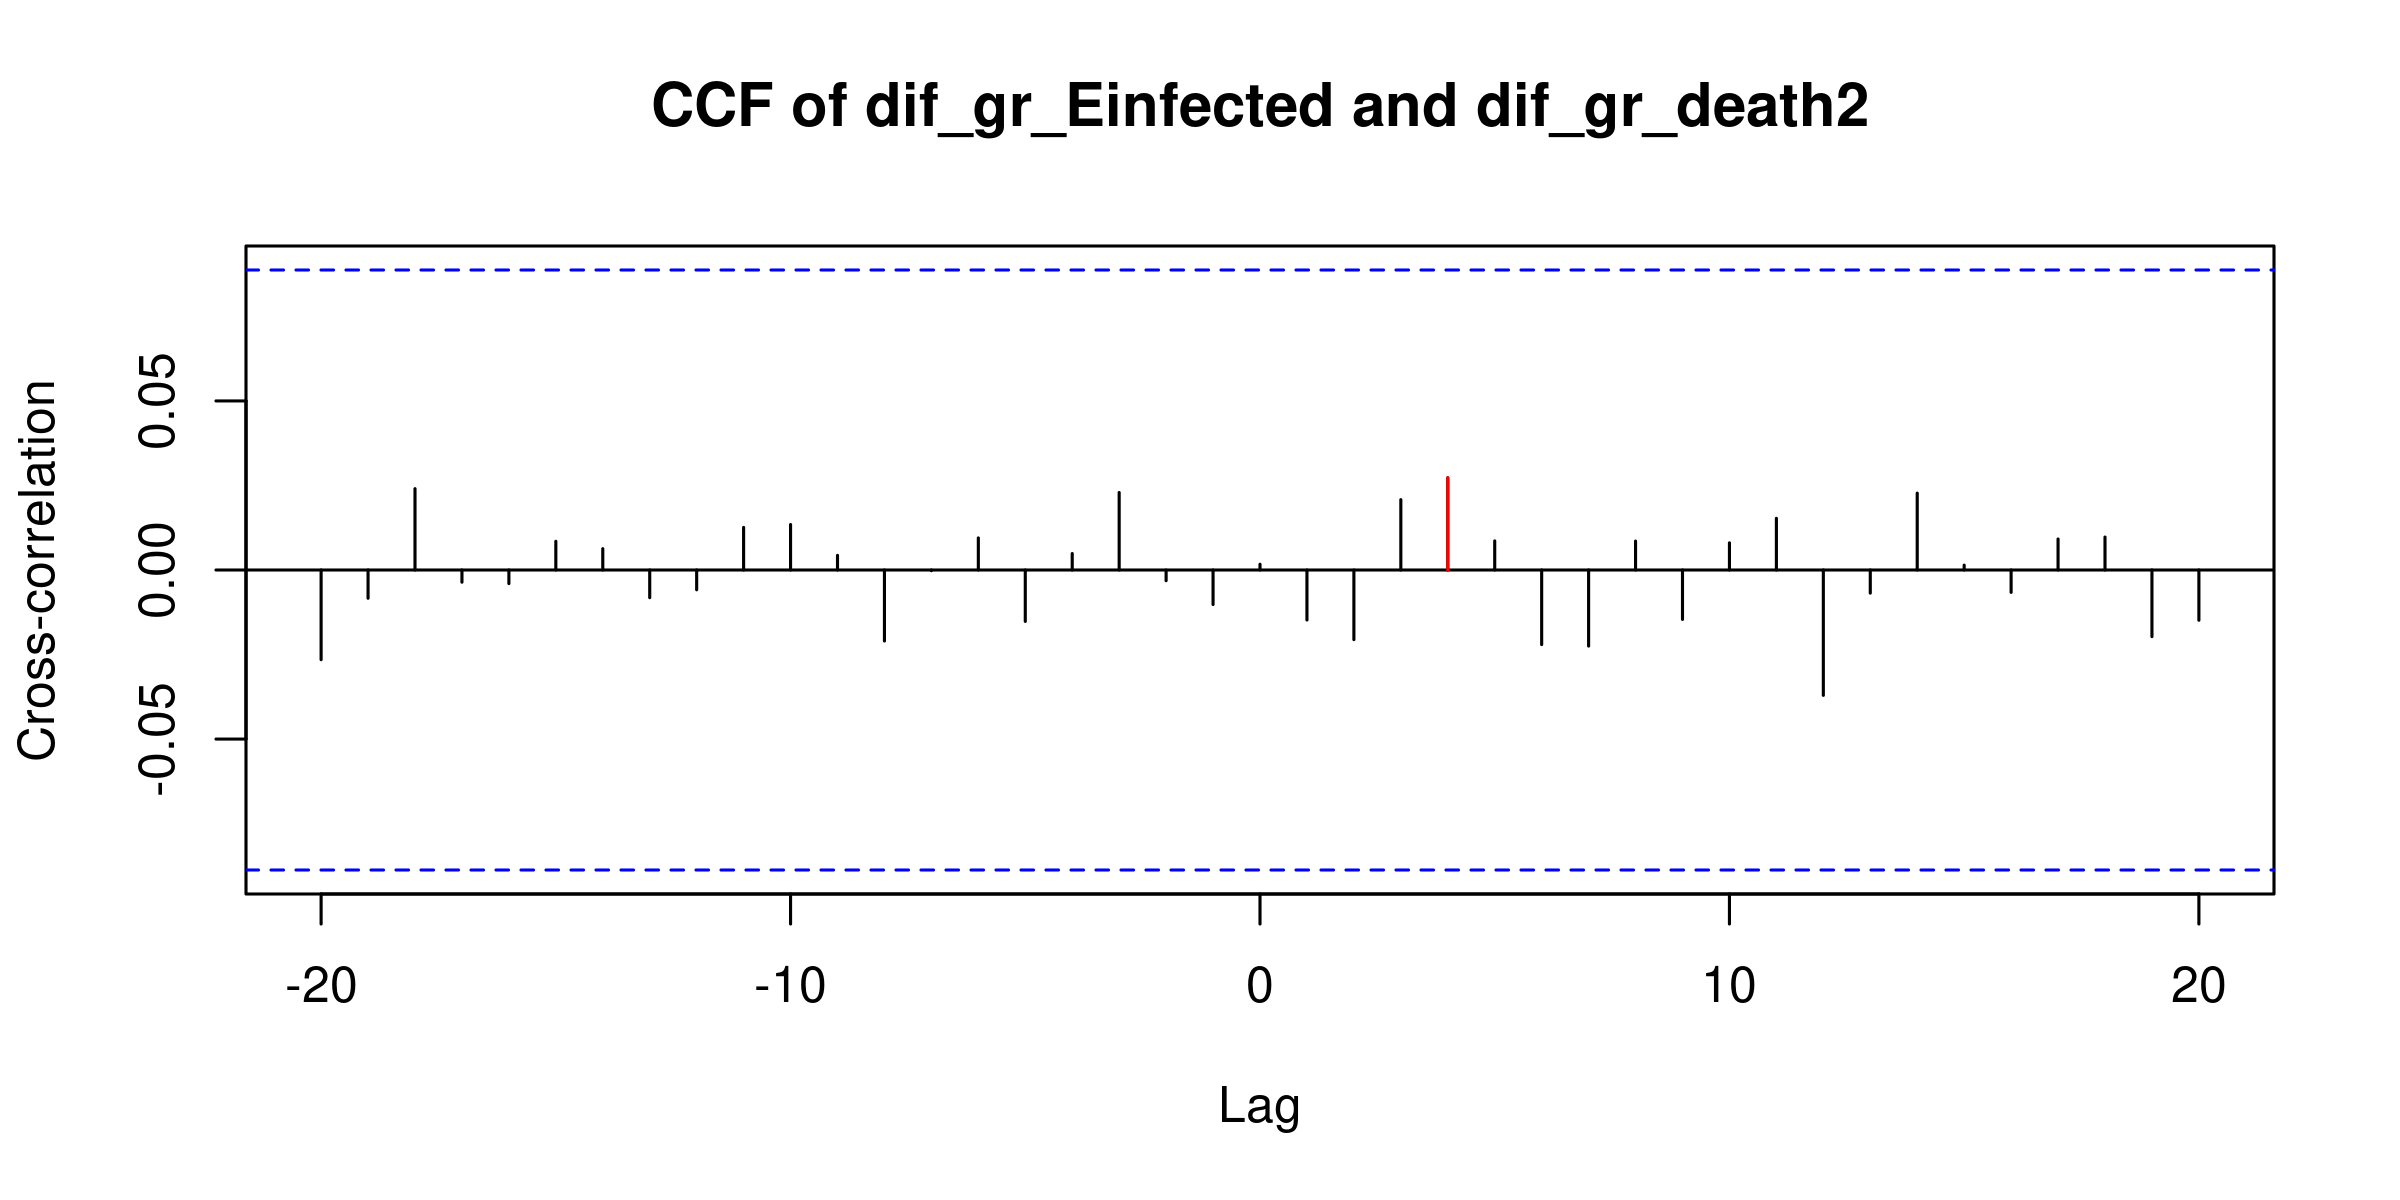 CCF of dif_gr_Einfected and dif_gr_death2
Cross-correlation
0.05
0.00
-0.05
-20
-10
0
10
20
Lag